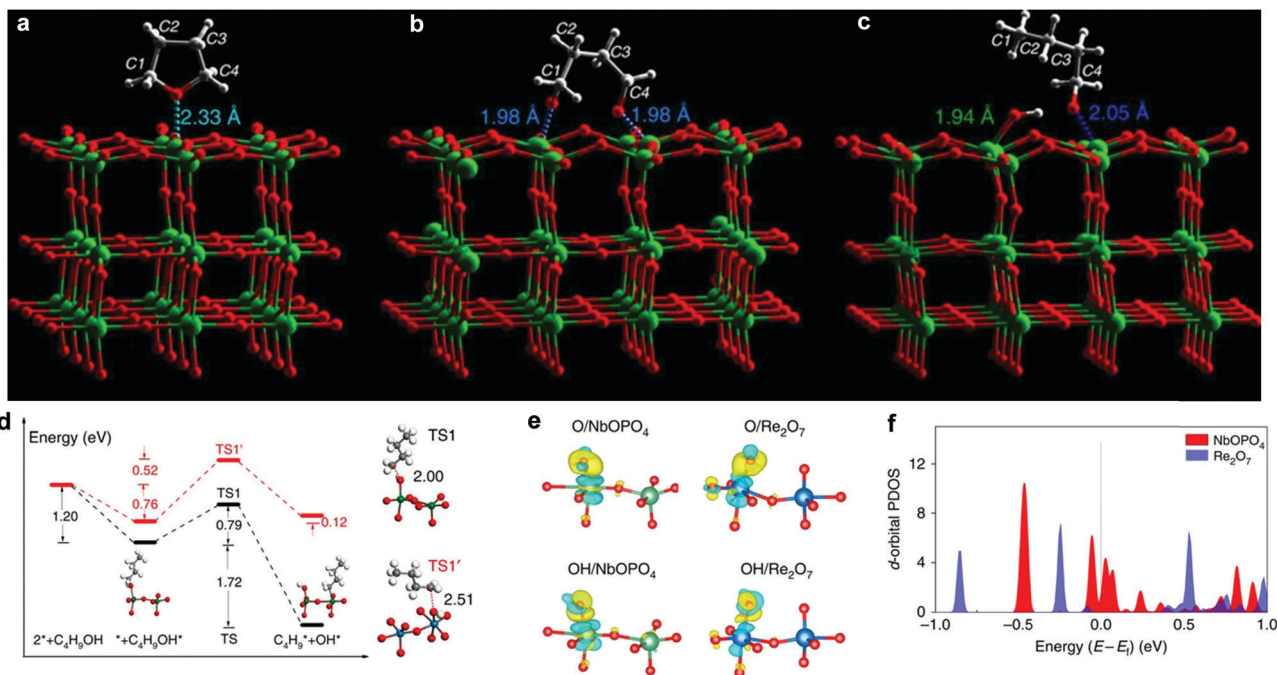 a
C2
C3
C1
C4
2.33 Å
b
C2
C3
C1
C4
1.98 Å
1.98 Å
c
C1
C2
C3
C4
1.94 Å
2.05 Å
d
Energy (eV)
TS1'
0.52
0.76
TS1
1.20
0.79
0.12
1.72
2*+C₄H₉OH
*+C₄H₉OH*
TS
C₄H₉*+OH*
TS1
2.00
TS1'
2.51
e
O/NbOPO₄
O/Re₂O₇
OH/NbOPO₄
OH/Re₂O₇
f
NbOPO₄
Re₂O₇
d-orbital PDOS
12
8
4
0
−1.0
−0.5
0.0
0.5
1.0
Energy (E−E_f) (eV)